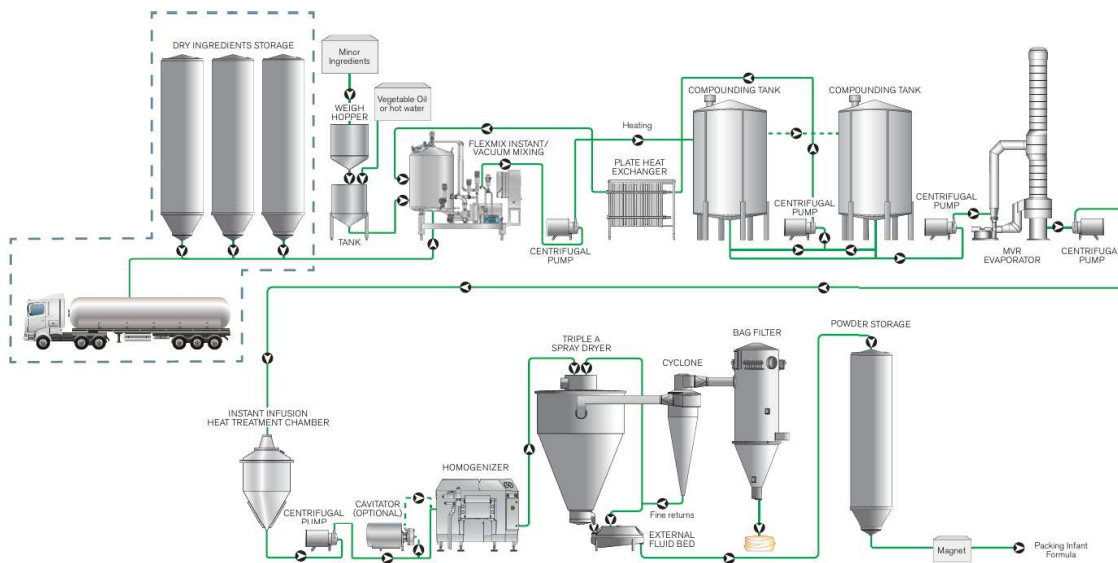 DRY INGREDIENTS STORAGE
Minor
Ingredients
Vegetable Oil
or hot water
WEIGH
HOPPER
TANK
FLEXMIX INSTANT/
VACUUM MIXING
CENTRIFUGAL
PUMP
Heating
PLATE HEAT
EXCHANGER
COMPOUNDING TANK
CENTRIFUGAL
PUMP
COMPOUNDING TANK
CENTRIFUGAL
PUMP
MVR
EVAPORATOR
CENTRIFUGAL
PUMP
INSTANT INFUSION
HEAT TREATMENT CHAMBER
CENTRIFUGAL
PUMP
CAVITATOR
(OPTIONAL)
HOMOGENIZER
TRIPLE A
SPRAY DRYER
CYCLONE
Fine returns
EXTERNAL
FLUID BED
BAG FILTER
POWDER STORAGE
Magnet
Packing Infant
Formula